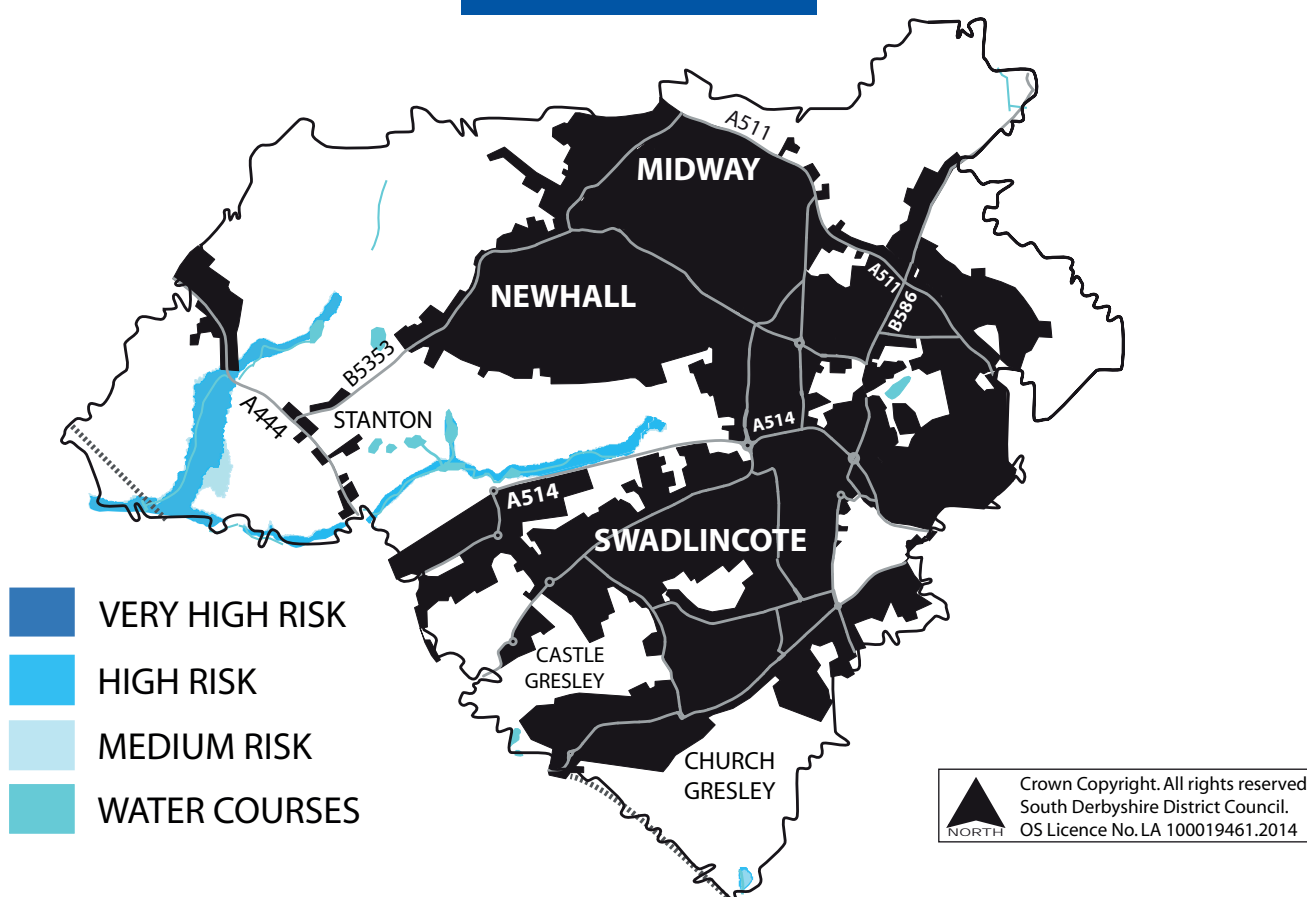 A511
MIDWAY
NEWHALL
A511
B586
B5353
A444
STANTON
A514
A514
SWADLINCOTE
CASTLE
GRESLEY
CHURCH
GRESLEY
VERY HIGH RISK
HIGH RISK
MEDIUM RISK
WATER COURSES
NORTH
Crown Copyright. All rights reserved
South Derbyshire District Council.
OS Licence No. LA 100019461.2014